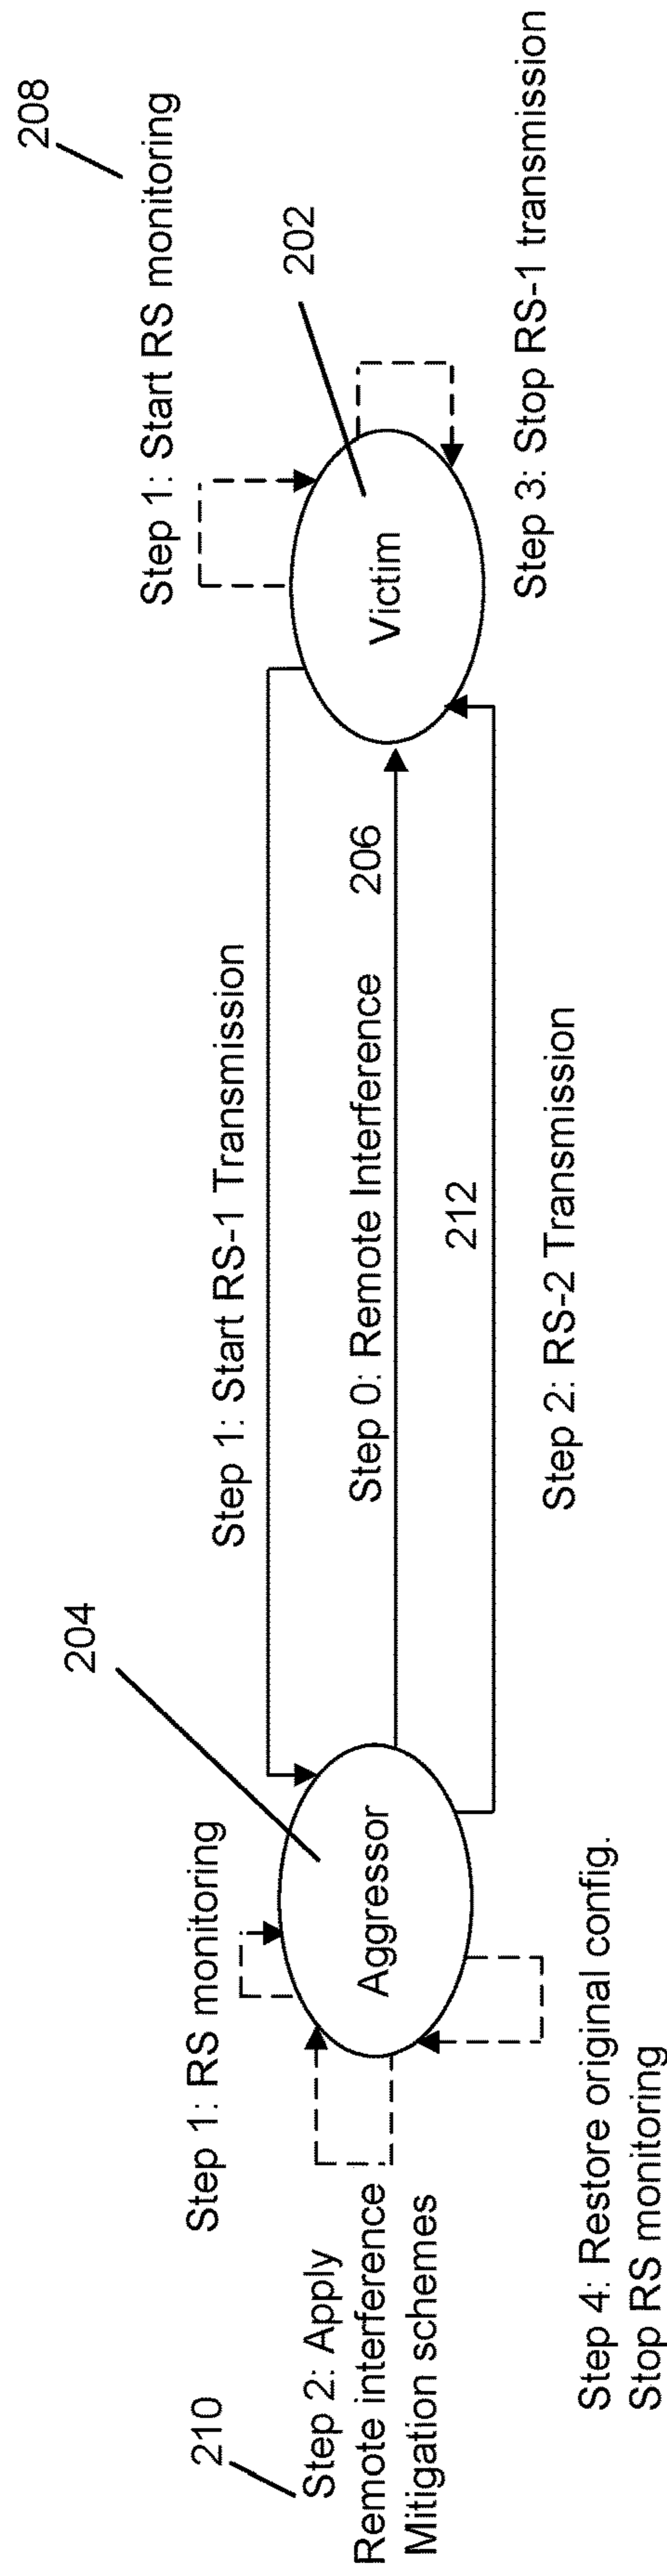 208
Step 1: Start RS monitoring
202
Step 1: Start RS-1 Transmission
204
Step 1: RS monitoring
210
Step 2: Apply
Remote interference
Mitigation schemes
Aggressor
Step 0: Remote Interference 206
Victim
212
Step 3: Stop RS-1 transmission
Step 2: RS-2 Transmission
Step 4: Restore original config.
Stop RS monitoring